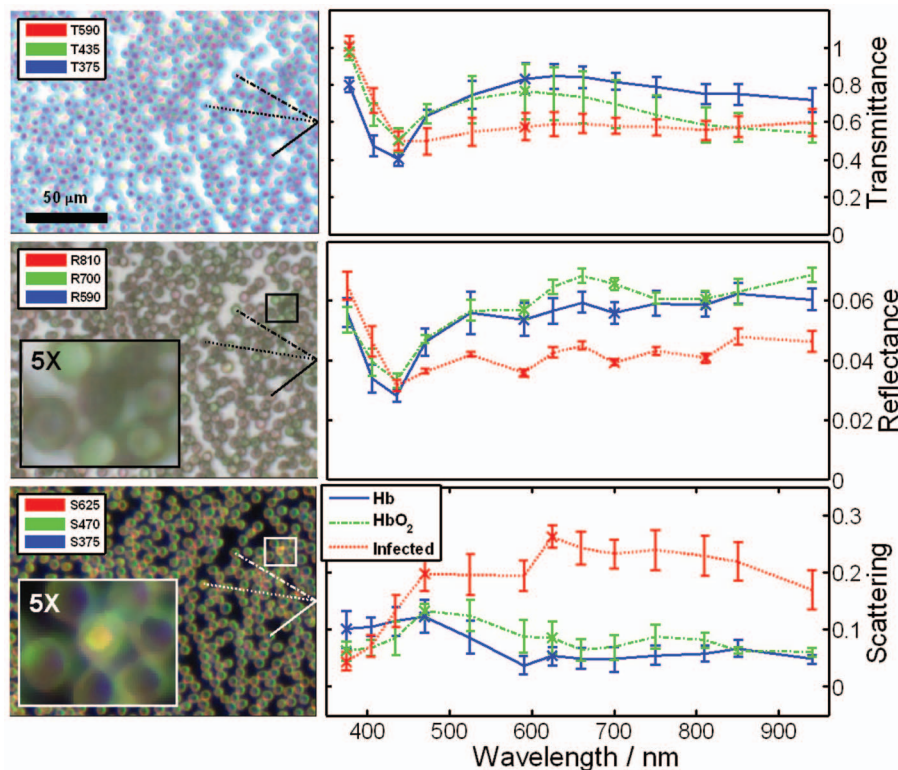 T590
T435
T375
50 μm
1
0.8
0.6
0.4
0.2
0
Transmittance
R810
R700
R590
5X
0.06
0.04
0.02
0
Reflectance
S625
S470
S375
5X
Hb
HbO₂
Infected
0.3
0.2
0.1
0
Scattering
400 500 600 700 800 900
Wavelength / nm